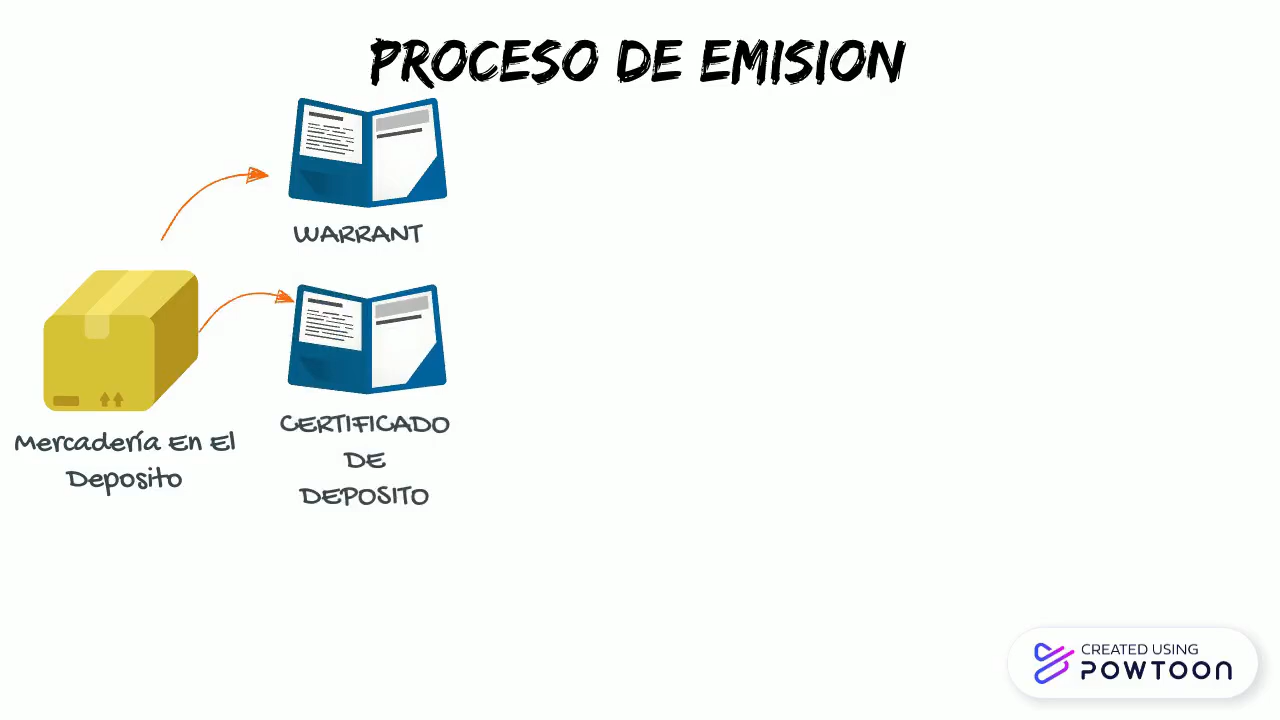 PROCESO DE EMISION
WARRANT
CERTIFICADO
DE
DEPOSITO
Mercadería En El
Deposito
CREATED USING
POWTOON